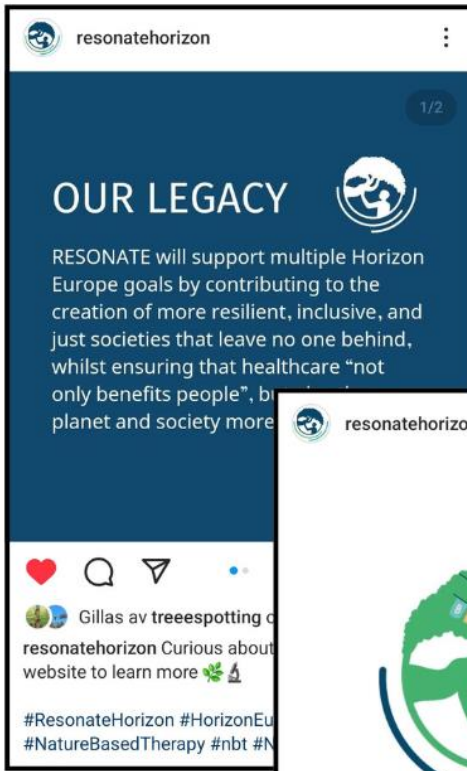 resonatehorizon
1/2
OUR LEGACY
RESONATE will support multiple Horizon
Europe goals by contributing to the
creation of more resilient, inclusive, and
just societies that leave no one behind,
whilst ensuring that healthcare “not
only benefits people”,
planet and society more
Gillas av treeespotting
resonatehorizon Curious about
website to learn more
#ResonateHorizon #HorizonEu
#NatureBasedTherapy #nbt #N
resonatehorizo